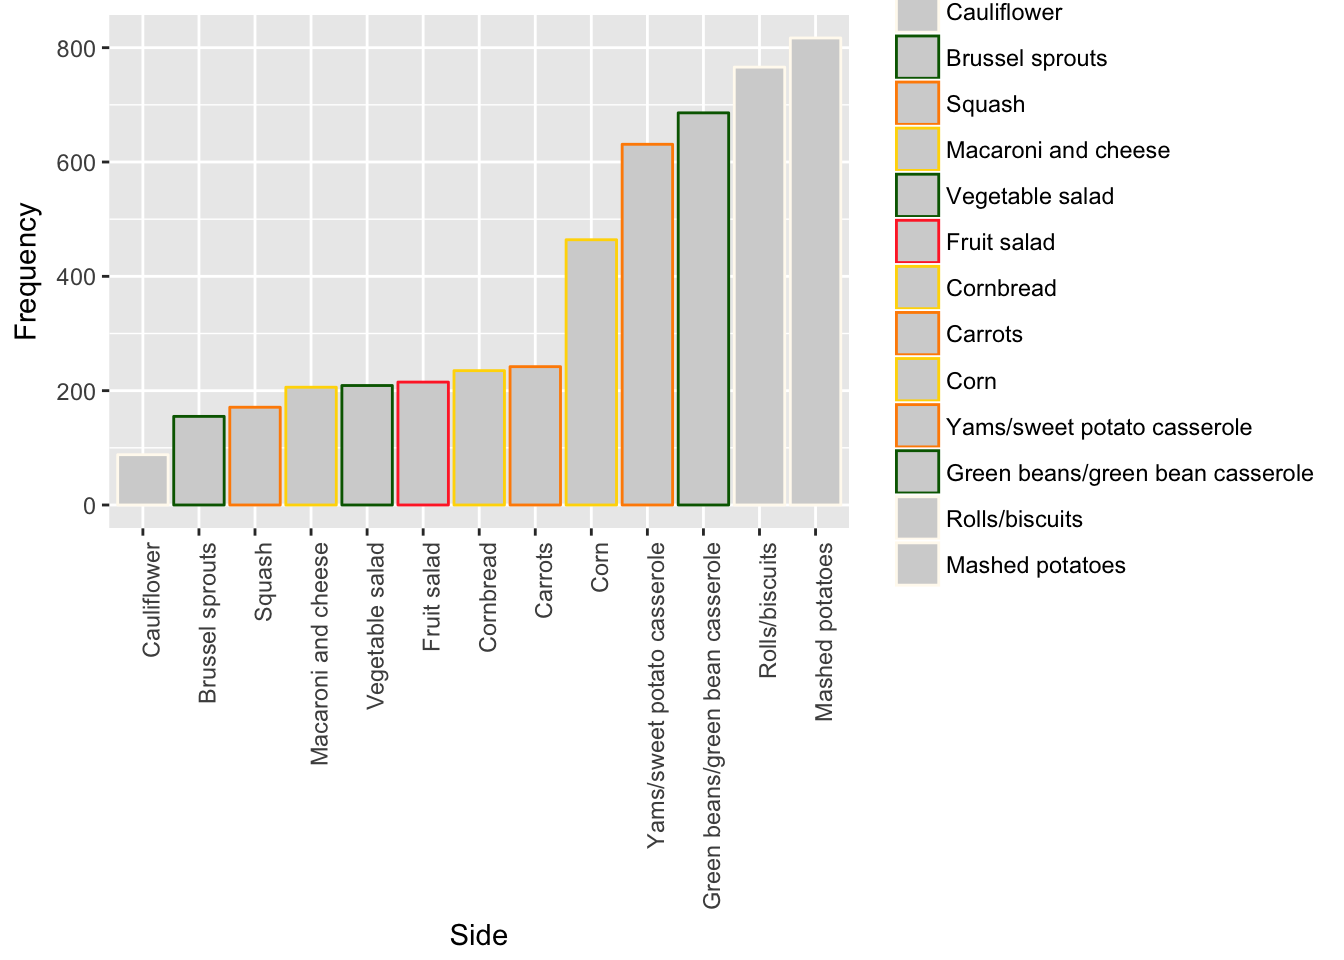 Frequency
800
600
400
200
0
Cauliflower
Brussel sprouts
Squash
Macaroni and cheese
Vegetable salad
Fruit salad
Cornbread
Carrots
Corn
Yams/sweet potato casserole
Green beans/green bean casserole
Rolls/biscuits
Mashed potatoes
Side
Cauliflower
Brussel sprouts
Squash
Macaroni and cheese
Vegetable salad
Fruit salad
Cornbread
Carrots
Corn
Yams/sweet potato casserole
Green beans/green bean casserole
Rolls/biscuits
Mashed potatoes